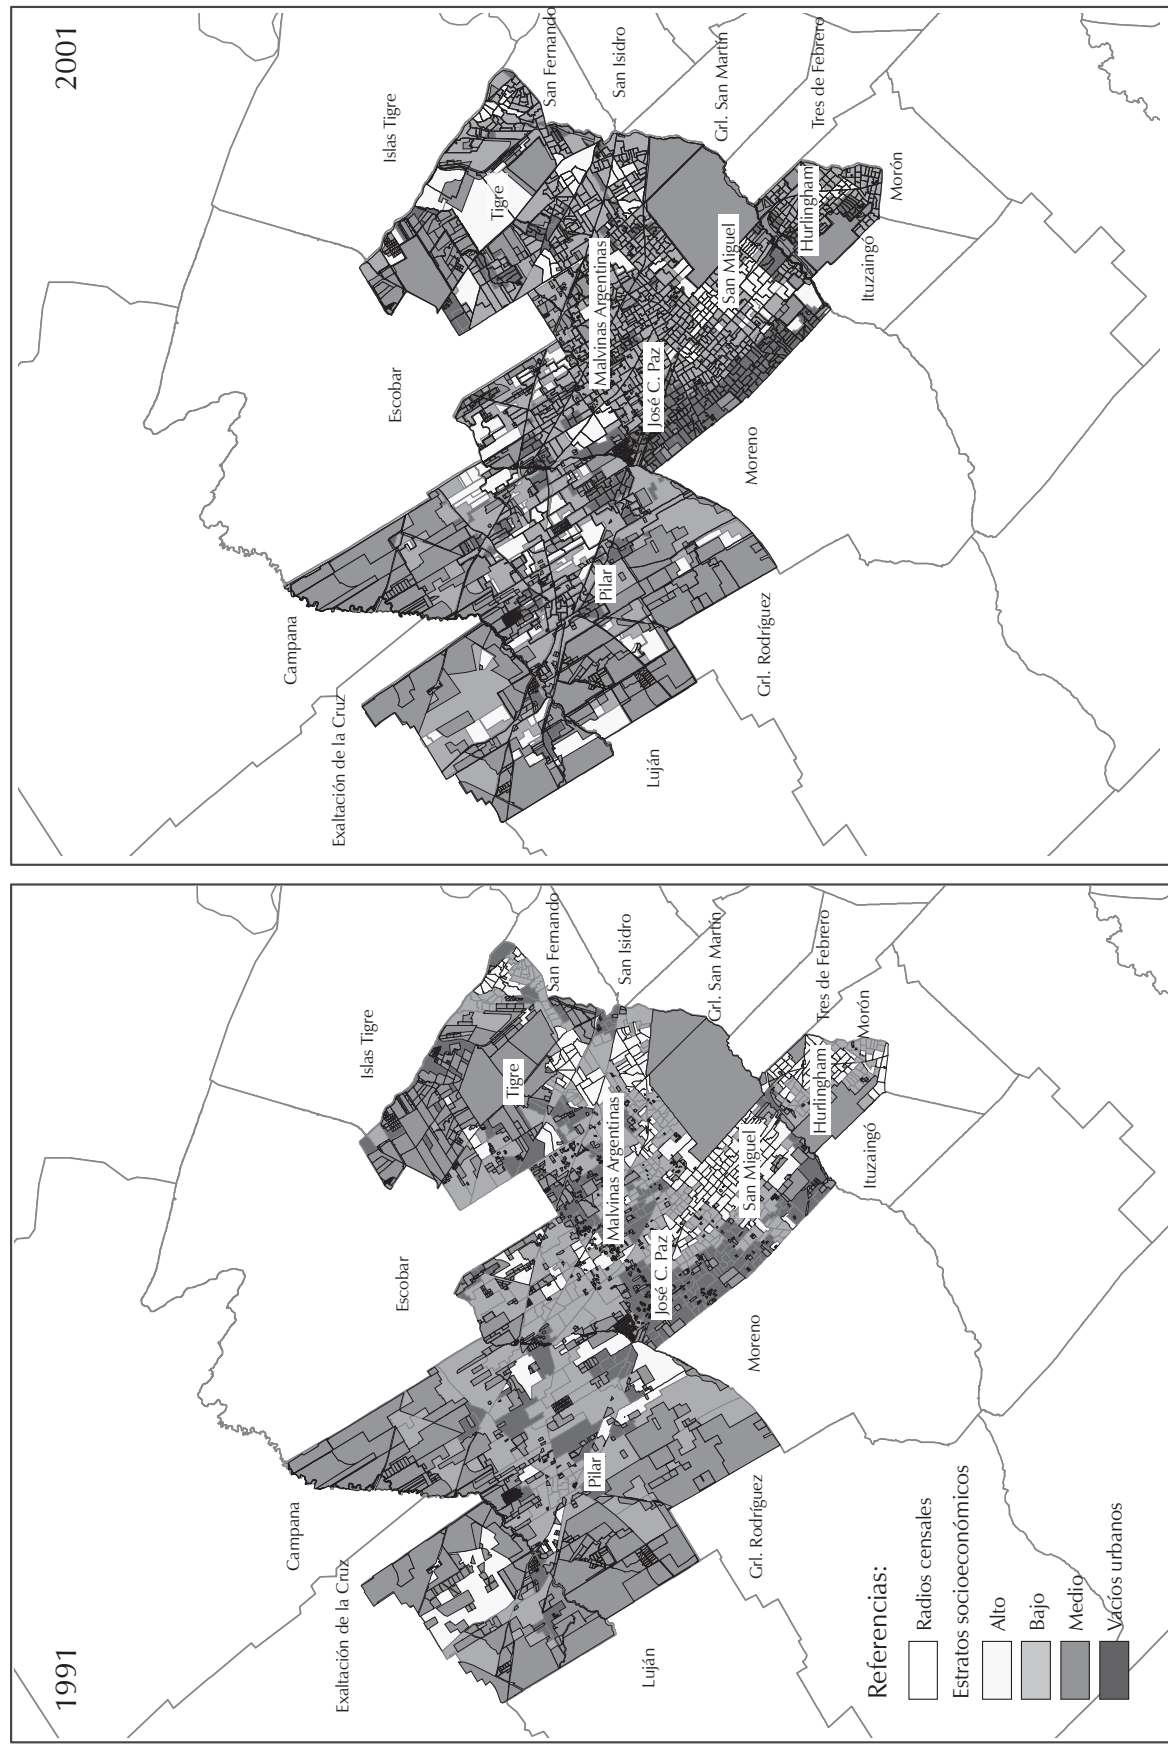 1991
Exaltación de la Cruz
Campana
Escobar
Islas Tigre
Tigre
San Fernando
San Isidro
Grl. San Martín
Tres de Febrero
Morón
Hurlingham
Ituzaingó
San Miguel
Malvinas Argentinas
José C. Paz
Moreno
Pilar
Grl. Rodríguez
Luján
Referencias:
Radios censales
Estratos socioeconómicos
Alto
Bajo
Medio
Vacíos urbanos
2001
Exaltación de la Cruz
Campana
Escobar
Islas Tigre
Tigre
San Fernando
San Isidro
Grl. San Martín
Tres de Febrero
Morón
Hurlingham
Ituzaingó
San Miguel
Malvinas Argentinas
José C. Paz
Moreno
Pilar
Grl. Rodríguez
Luján